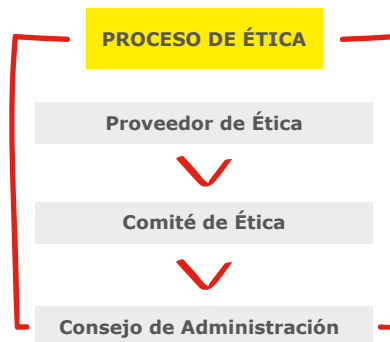 PROCESO DE ÉTICA
Proveedor de Ética
Comité de Ética
Consejo de Administración